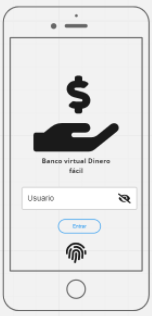 $
Banco virtual Dinero
fácil
Usuario
Entrar